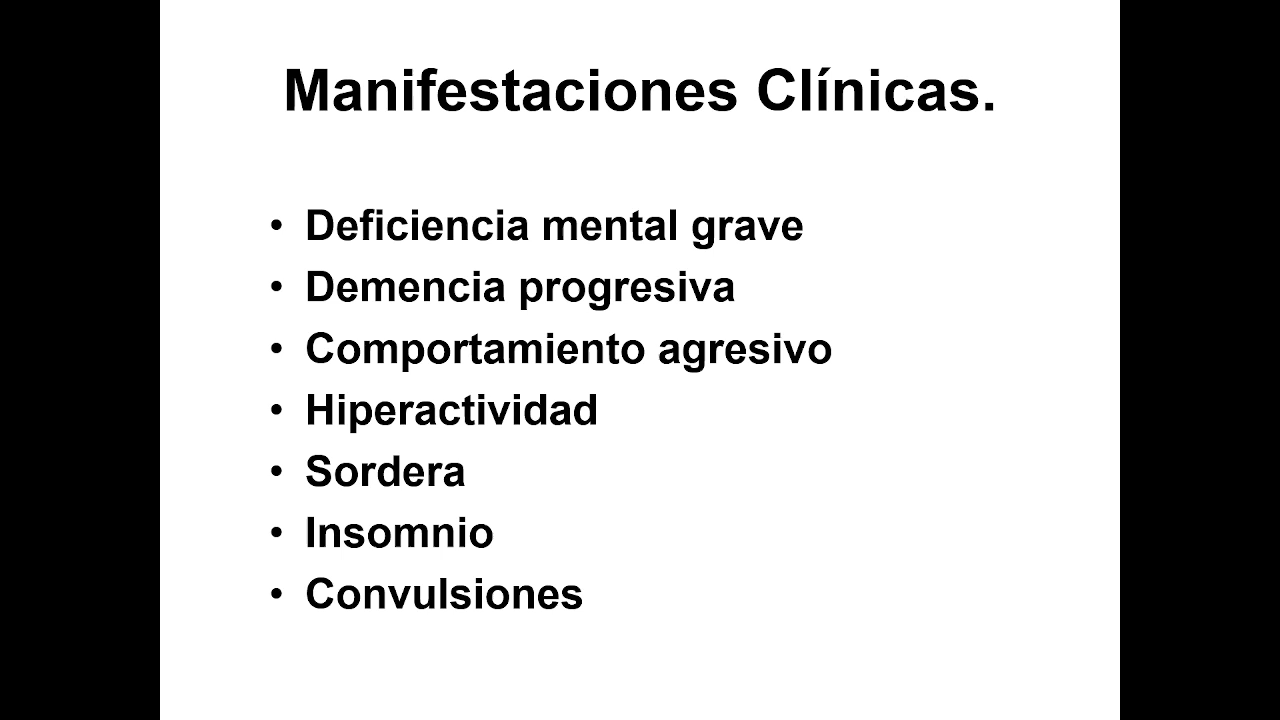 Manifestaciones Clínicas.
• Deficiencia mental grave
• Demencia progresiva
• Comportamiento agresivo
• Hiperactividad
• Sordera
• Insomnio
• Convulsiones